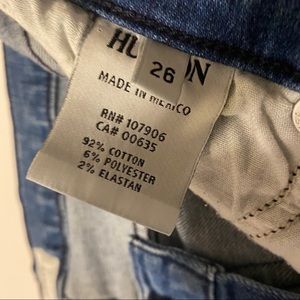 HU ON
26
MADE IN MEXICO
RN# 107906
CA# 00635
92% COTTON
6% POLYESTER
2% ELASTAN